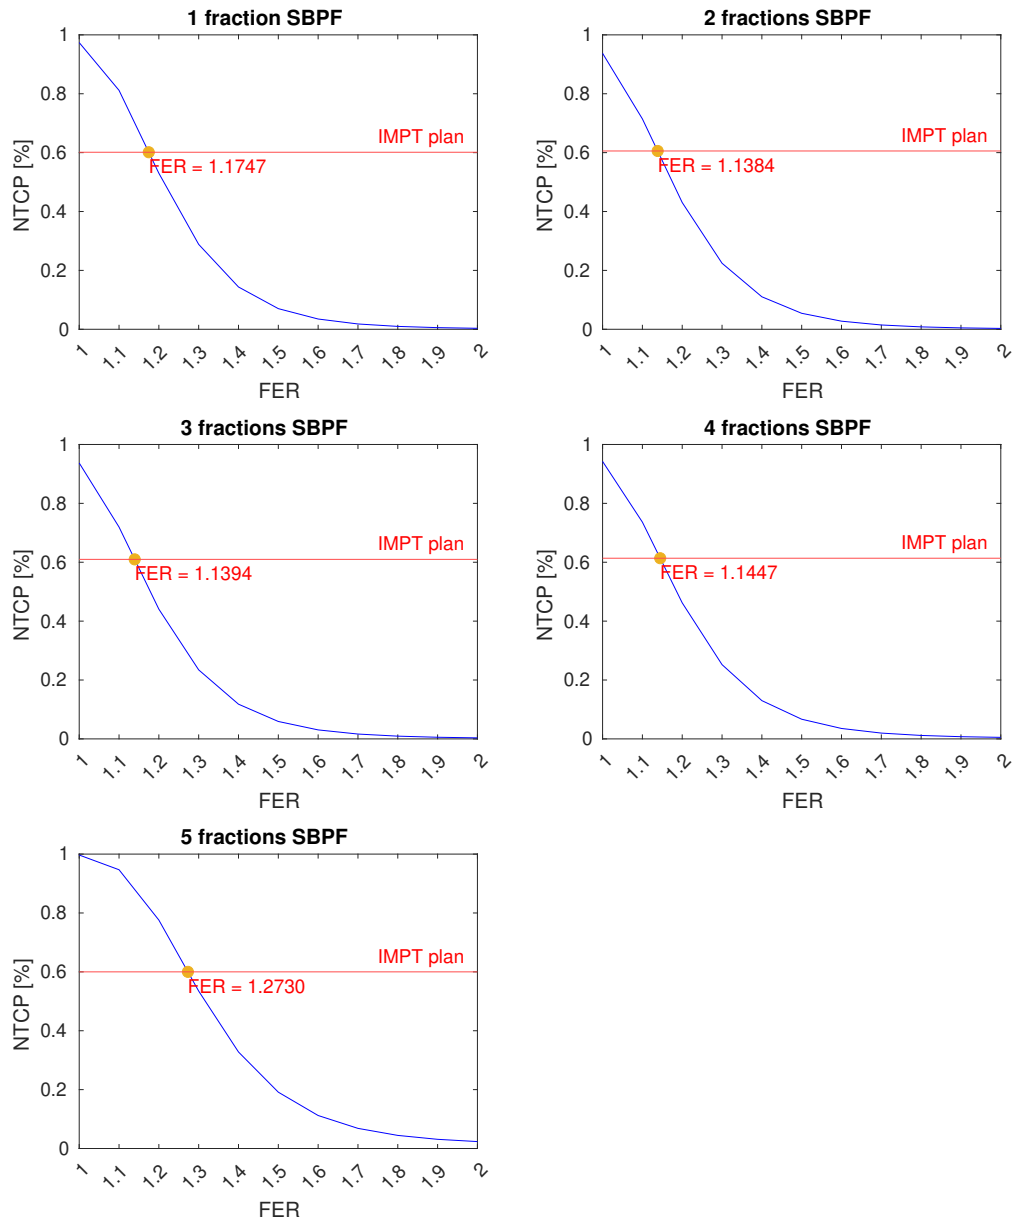 1 fraction SBPF
NTCP [%]
1
0.8
0.6
0.4
0.2
0
IMPT plan
FER = 1.1747
1 1.1 1.2 1.3 1.4 1.5 1.6 1.7 1.8 1.9 2
FER
2 fractions SBPF
NTCP [%]
1
0.8
0.6
0.4
0.2
0
IMPT plan
FER = 1.1384
1 1.1 1.2 1.3 1.4 1.5 1.6 1.7 1.8 1.9 2
FER
3 fractions SBPF
NTCP [%]
1
0.8
0.6
0.4
0.2
0
IMPT plan
FER = 1.1394
1 1.1 1.2 1.3 1.4 1.5 1.6 1.7 1.8 1.9 2
FER
4 fractions SBPF
NTCP [%]
1
0.8
0.6
0.4
0.2
0
IMPT plan
FER = 1.1447
1 1.1 1.2 1.3 1.4 1.5 1.6 1.7 1.8 1.9 2
FER
5 fractions SBPF
NTCP [%]
1
0.8
0.6
0.4
0.2
0
IMPT plan
FER = 1.2730
1 1.1 1.2 1.3 1.4 1.5 1.6 1.7 1.8 1.9 2
FER